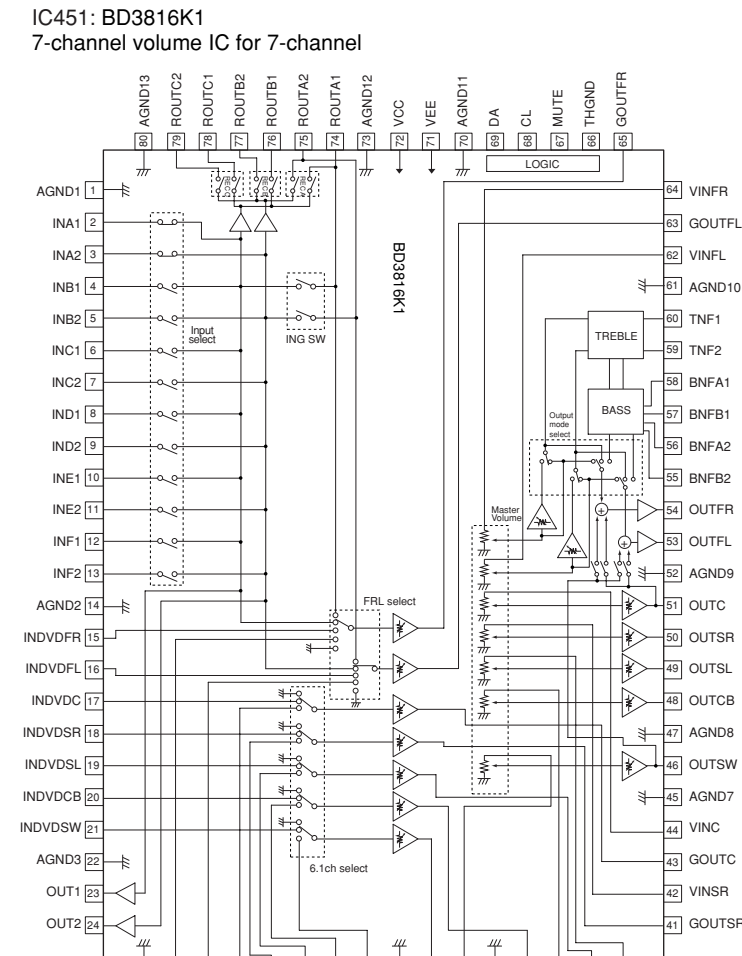 IC451: BD3816K1
7-channel volume IC for 7-channel
AGND13
ROUTC2
ROUTC1
ROUTB2
ROUTB1
ROUTA2
ROUTA1
AGND12
VCC
VEE
AGND11
DA
CL
MUTE
THGND
GOUTFR
80
79
78
77
76
75
74
73
72
71
70
69
68
67
66
65
LOGIC
REC C
REC B
REC A
BD3816K1
AGND1 1
INA1 2
INA2 3
INB1 4
INB2 5
INC1 6
INC2 7
IND1 8
IND2 9
INE1 10
INE2 11
INF1 12
INF2 13
AGND2 14
INDVDFR 15
INDVDFL 16
INDVDC 17
INDVDSR 18
INDVDSL 19
INDVDCB 20
INDVDSW 21
AGND3 22
OUT1 23
OUT2 24
Input
select
ING SW
FRL select
6.1ch select
TREBLE
BASS
Output
mode
select
Master
Volume
+
+
64 VINFR
63 GOUTFL
62 VINFL
61 AGND10
60 TNF1
59 TNF2
58 BNFA1
57 BNFB1
56 BNFA2
55 BNFB2
54 OUTFR
53 OUTFL
52 AGND9
51 OUTC
50 OUTSR
49 OUTSL
48 OUTCB
47 AGND8
46 OUTSW
45 AGND7
44 VINC
43 GOUTC
42 VINSR
41 GOUTSR